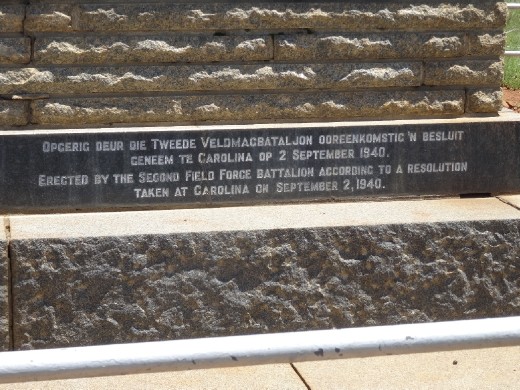 Opgerig deur die Tweede Veldmagbataljon ooreenkomstig 'n besluit
geneem te Carolina op 2 September 1940.
Erected by the Second Field Force Battalion according to a resolution
taken at Carolina on September 2, 1940.